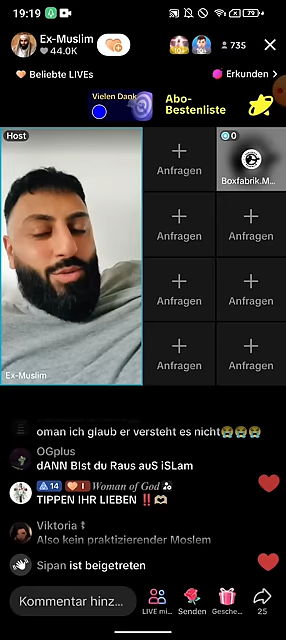 19:19
79
Ex-Muslim
44.0K
735
Beliebte LIVEs
Erkunden >
Vielen Dank
Abo-
Bestenliste
Host
Anfragen
0
Boxfabrik.M...
Anfragen
Anfragen
Anfragen
Anfragen
Anfragen
Anfragen
Ex-Muslim
oman ich glaub er versteht es nicht😭😭😭
OGplus
dANN BIst du Raus auS iSLam
14 I Woman of God
TIPPEN IHR LIEBEN ‼️🫶🏼
Viktoria ☦
Also kein praktizierender Moslem
Sipan ist beigetreten
Kommentar hinz...
LIVE mi...
Senden
Gesche...
25